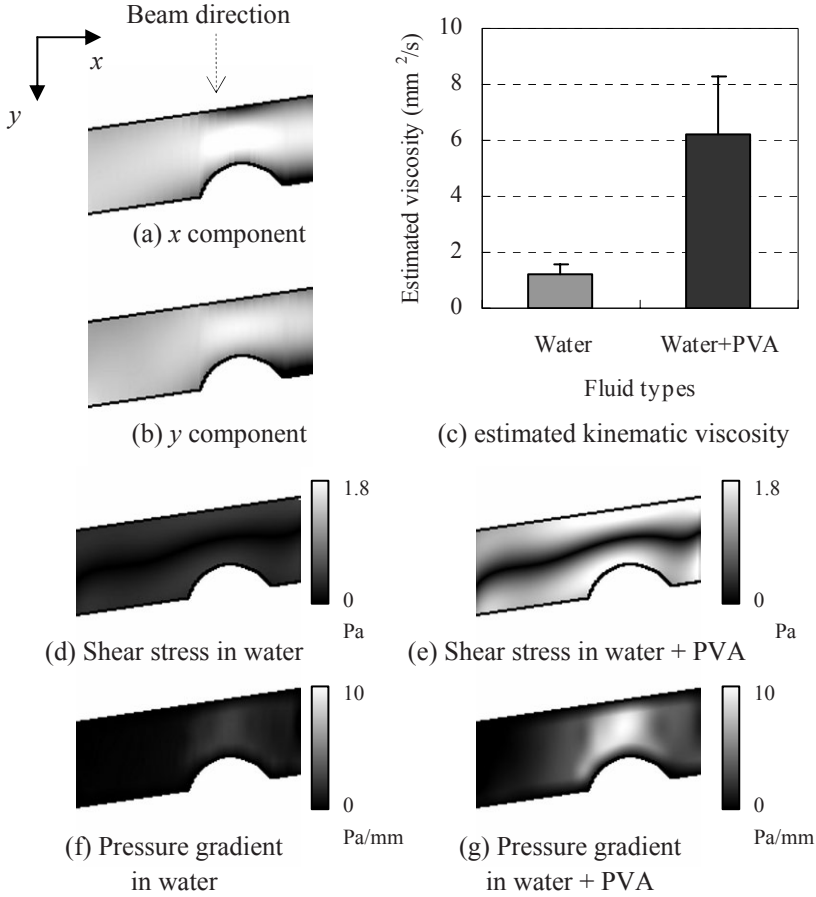 Beam direction
x
y
(a) x component
(b) y component
10
8
6
4
2
0
Estimated viscosity (mm ²/s)
Water
Water+PVA
Fluid types
(c) estimated kinematic viscosity
1.8
0
Pa
(d) Shear stress in water
1.8
0
Pa
(e) Shear stress in water + PVA
10
0
Pa/mm
(f) Pressure gradient
in water
10
0
Pa/mm
(g) Pressure gradient
in water + PVA